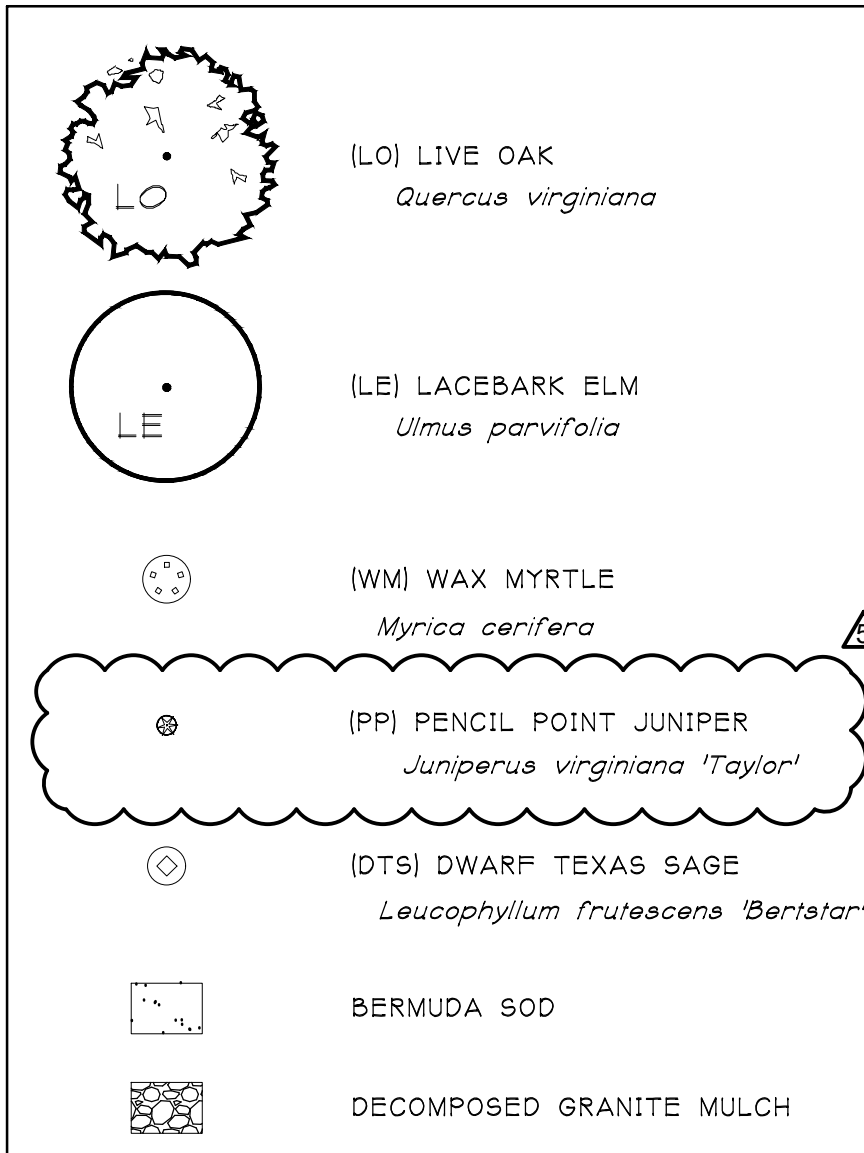 LO
(LO) LIVE OAK
Quercus virginiana
LE
(LE) LACEBARK ELM
Ulmus parvifolia
(WM) WAX MYRTLE
Myrica cerifera
5
(PP) PENCIL POINT JUNIPER
Juniperus virginiana 'Taylor'
(DTS) DWARF TEXAS SAGE
Leucophyllum frutescens 'Bertstar'
BERMUDA SOD
DECOMPOSED GRANITE MULCH